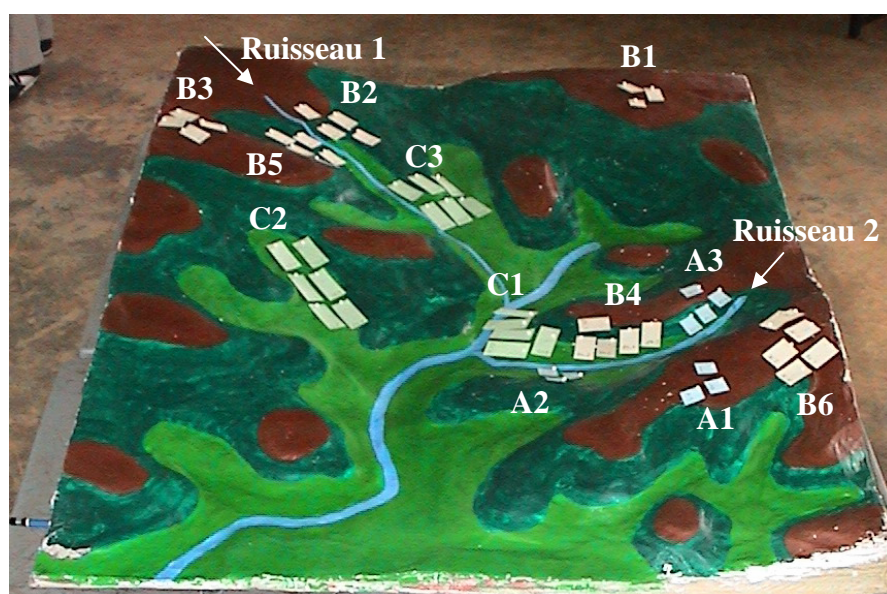 Ruisseau 1
B1
B3
B2
B5
C3
C2
Ruisseau 2
A3
C1
B4
A2
A1
B6